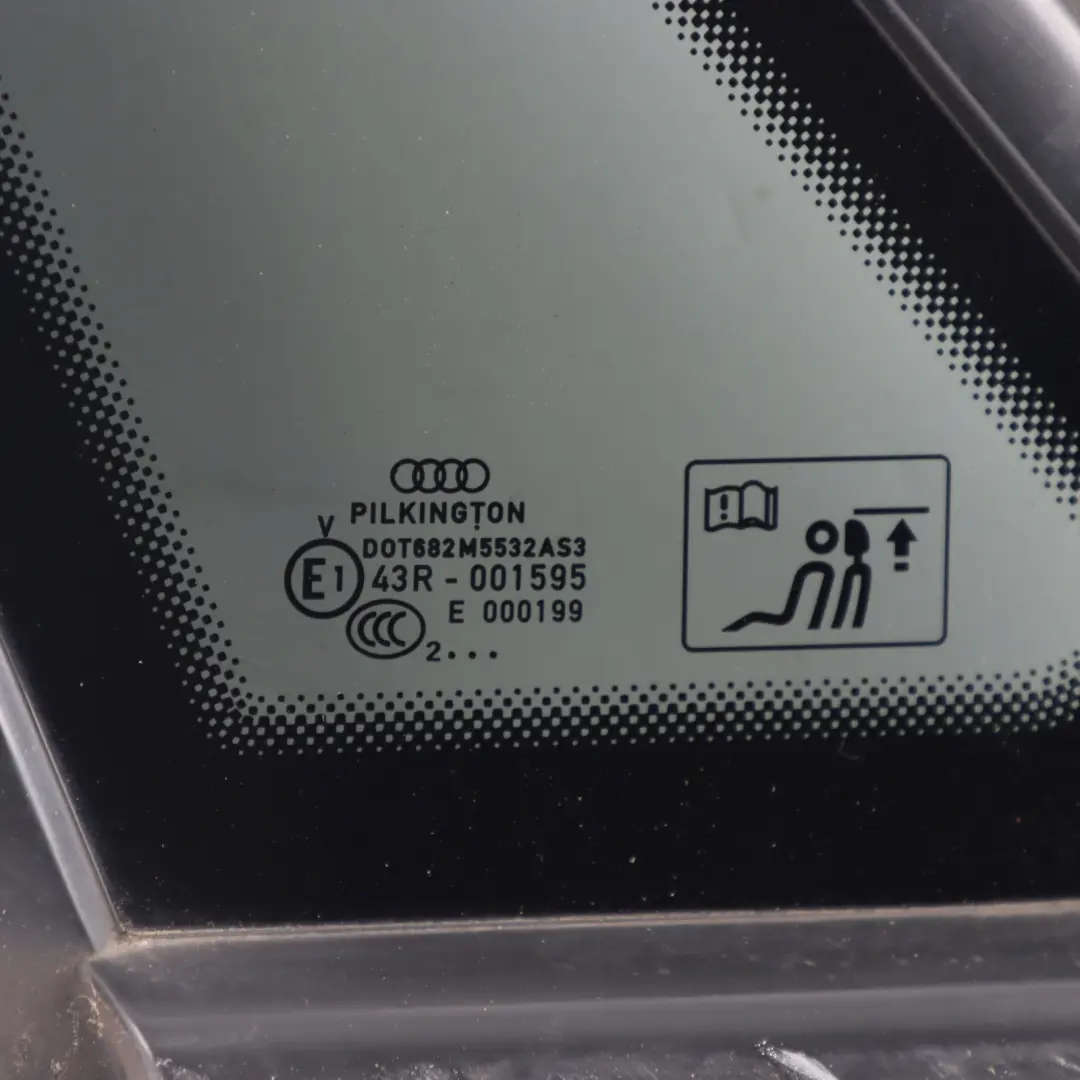 PILKINGTON
V
DOT682M5532AS3
E1 43R - 001595
E 000199
CCC 2...
!